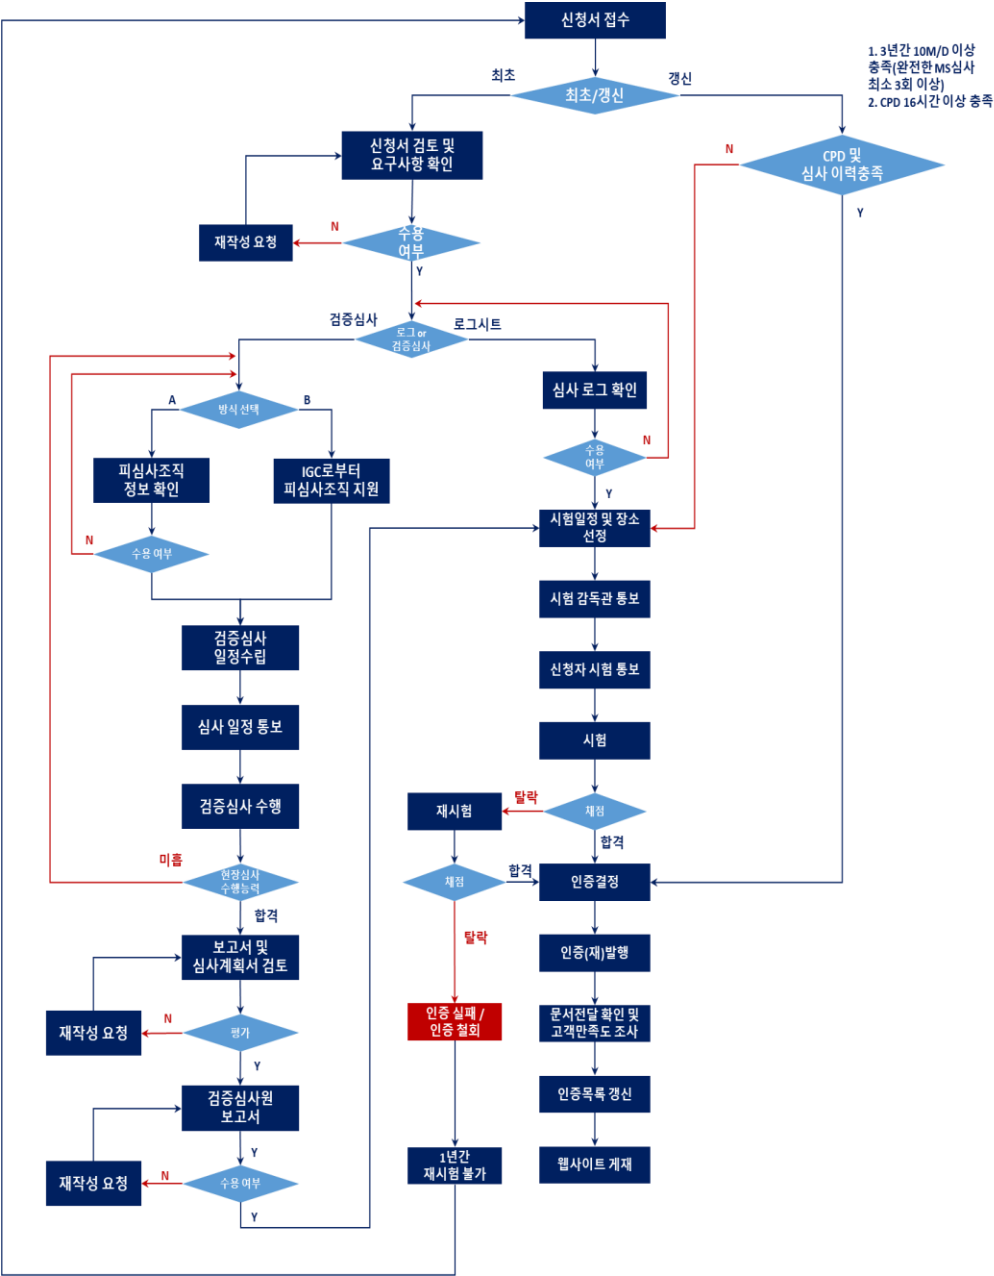 신청서 접수
1. 3년간 10M/D 이상
충족(완전한 MS심사
최소 3회 이상)
2. CPD 16시간 이상 충족
최초
최초/갱신
갱신
신청서 검토 및
요구사항 확인
N
CPD 및
심사 이력충족
Y
재작성 요청
N
수용
여부
Y
검증심사
로그 or
검증심사
로그시트
심사 로그 확인
A
방식 선택
B
N
수용
여부
Y
피심사조직
정보 확인
IGC로부터
피심사조직 지원
시험일정 및 장소
선정
N
수용 여부
시험 감독관 통보
검증심사
일정수립
신청자 시험 통보
심사 일정 통보
시험
검증심사 수행
재시험
탈락
채점
합격
미흡
현장심사
수행능력
합격
채점
합격
인증결정
탈락
보고서 및
심사계획서 검토
인증(재)발행
재작성 요청
N
평가
Y
인증 실패 /
인증 철회
문서전달 확인 및
고객만족도 조사
검증심사원
보고서
인증목록 갱신
Y
1년간
재시험 불가
웹사이트 게재
재작성 요청
N
수용 여부
Y